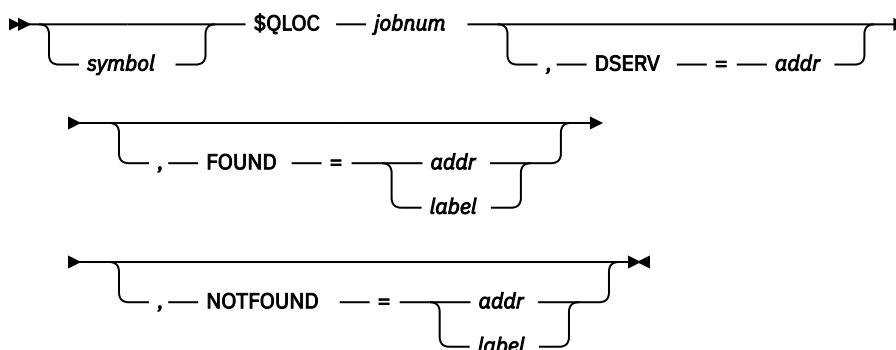 $QLOC jobnum
symbol , DSERV = addr
, FOUND = addr
label
, NOTFOUND = addr
label